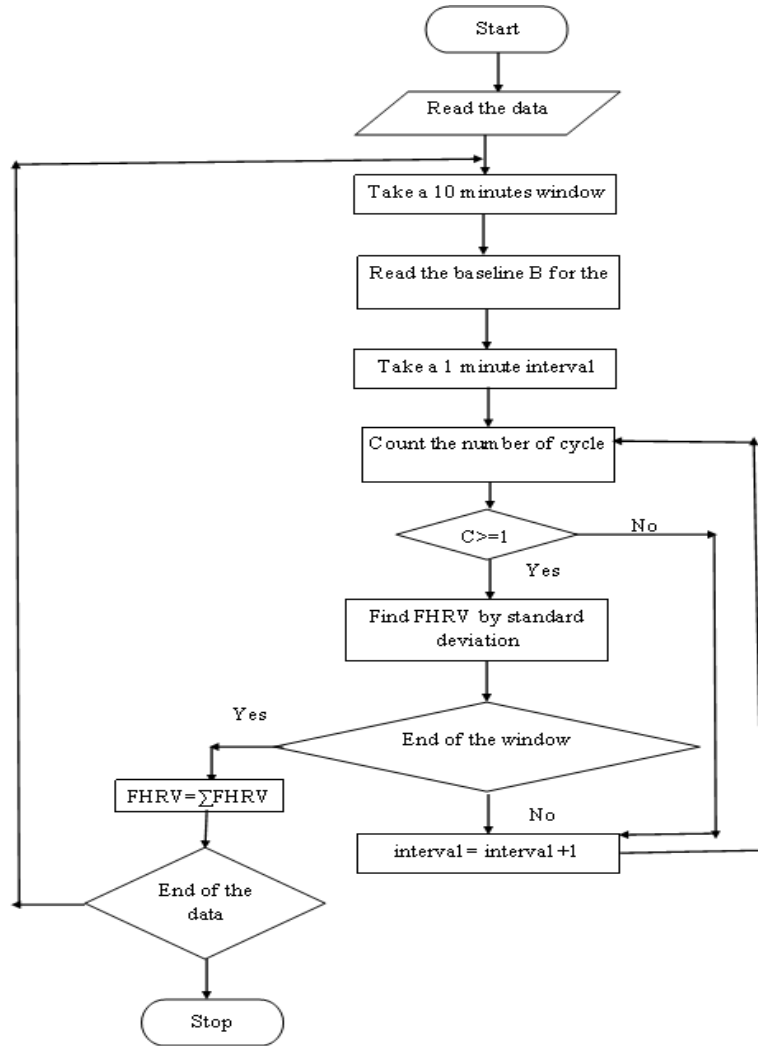 Start
Read the data
Take a 10 minutes window
Read the baseline B for the
Take a 1 minute interval
Count the number of cycle
C>=1
No
Yes
Find FHRV by standard
deviation
Yes
End of the window
FHRV=∑FHRV
No
interval = interval +1
End of the
data
Stop